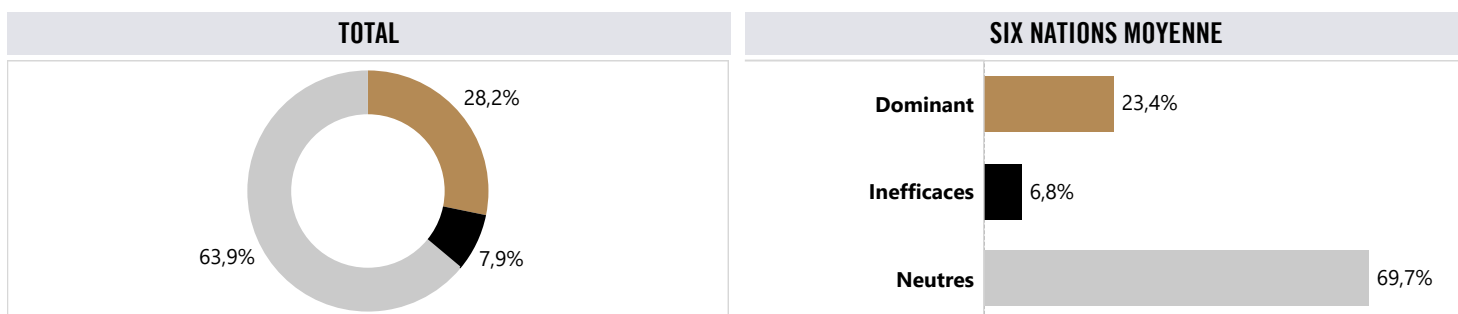 TOTAL
28,2%
7,9%
63,9%
SIX NATIONS MOYENNE
Dominant 23,4%
Inefficaces 6,8%
Neutres 69,7%